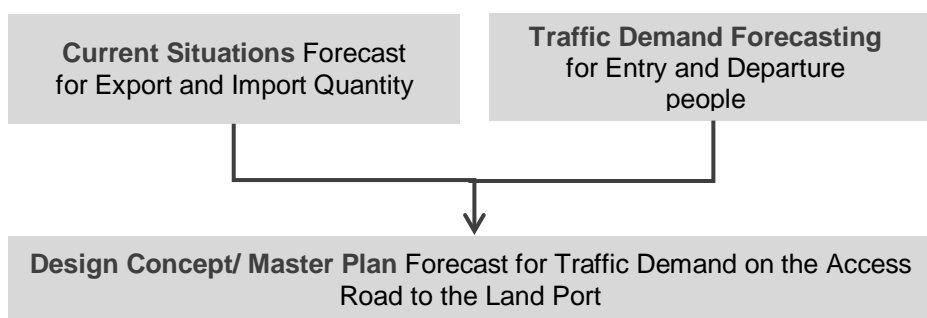 Current Situations Forecast
for Export and Import Quantity
Traffic Demand Forecasting
for Entry and Departure
people
Design Concept/ Master Plan Forecast for Traffic Demand on the Access
Road to the Land Port